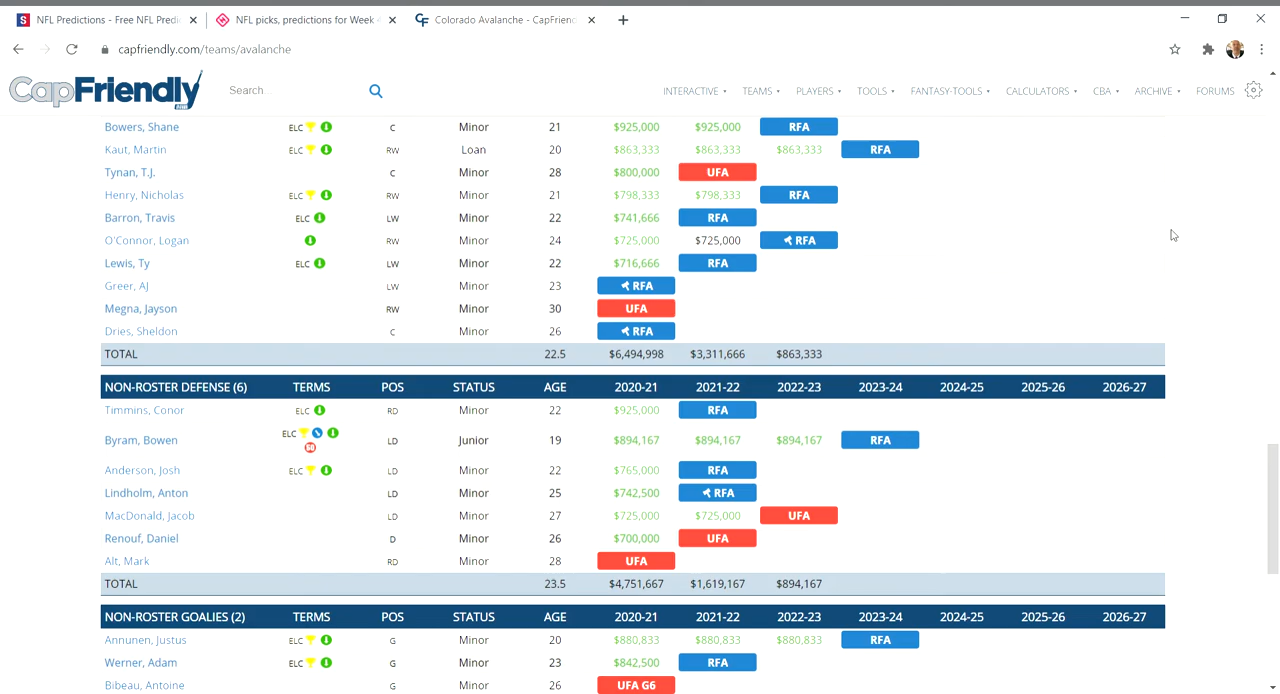 NFL Predictions - Free NFL Predi
NFL picks, predictions for Week 4
Colorado Avalanche - CapFriend
capfriendly.com/teams/avalanche
CapFriendly
Search...
INTERACTIVE TEAMS PLAYERS TOOLS FANTASY-TOOLS CALCULATORS CBA ARCHIVE FORUMS
Bowers, Shane ELC C Minor 21 $925,000 $925,000 RFA
Kaut, Martin ELC RW Loan 20 $863,333 $863,333 $863,333 RFA
Tynan, T.J. C Minor 28 $800,000 UFA
Henry, Nicholas ELC RW Minor 21 $798,333 $798,333 RFA
Barron, Travis ELC LW Minor 22 $741,666 RFA
O'Connor, Logan RW Minor 24 $725,000 $725,000 RFA
Lewis, Ty ELC LW Minor 22 $716,666 RFA
Greer, AJ LW Minor 23 RFA
Megna, Jayson RW Minor 30 UFA
Dries, Sheldon C Minor 26 RFA
TOTAL 22.5 $6,494,998 $3,311,666 $863,333
NON-ROSTER DEFENSE (6) TERMS POS STATUS AGE 2020-21 2021-22 2022-23 2023-24 2024-25 2025-26 2026-27
Timmins, Conor ELC RD Minor 22 $925,000 RFA
Byram, Bowen ELC LD Junior 19 $894,167 $894,167 $894,167 RFA
Anderson, Josh ELC LD Minor 22 $765,000 RFA
Lindholm, Anton LD Minor 25 $742,500 RFA
MacDonald, Jacob LD Minor 27 $725,000 $725,000 UFA
Renouf, Daniel D Minor 26 $700,000 UFA
Alt, Mark RD Minor 28 UFA
TOTAL 23.5 $4,751,667 $1,619,167 $894,167
NON-ROSTER GOALIES (2) TERMS POS STATUS AGE 2020-21 2021-22 2022-23 2023-24 2024-25 2025-26 2026-27
Annunen, Justus ELC G Minor 20 $880,833 $880,833 $880,833 RFA
Werner, Adam ELC G Minor 23 $842,500 RFA
Bibeau, Antoine G Minor 26 UFA G6